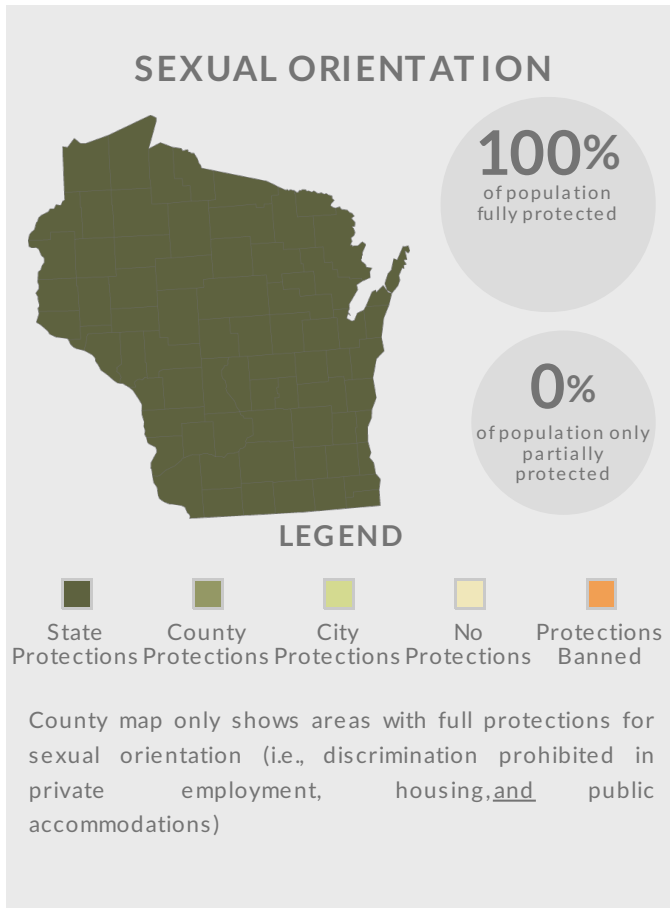 SEXUAL ORIENTATION
100%
of population
fully protected
0%
of population only
partially
protected
LEGEND
State
Protections
County
Protections
City
Protections
No
Protections
Protections
Banned
County map only shows areas with full protections for
sexual orientation (i.e., discrimination prohibited in
private employment, housing, and public
accommodations)